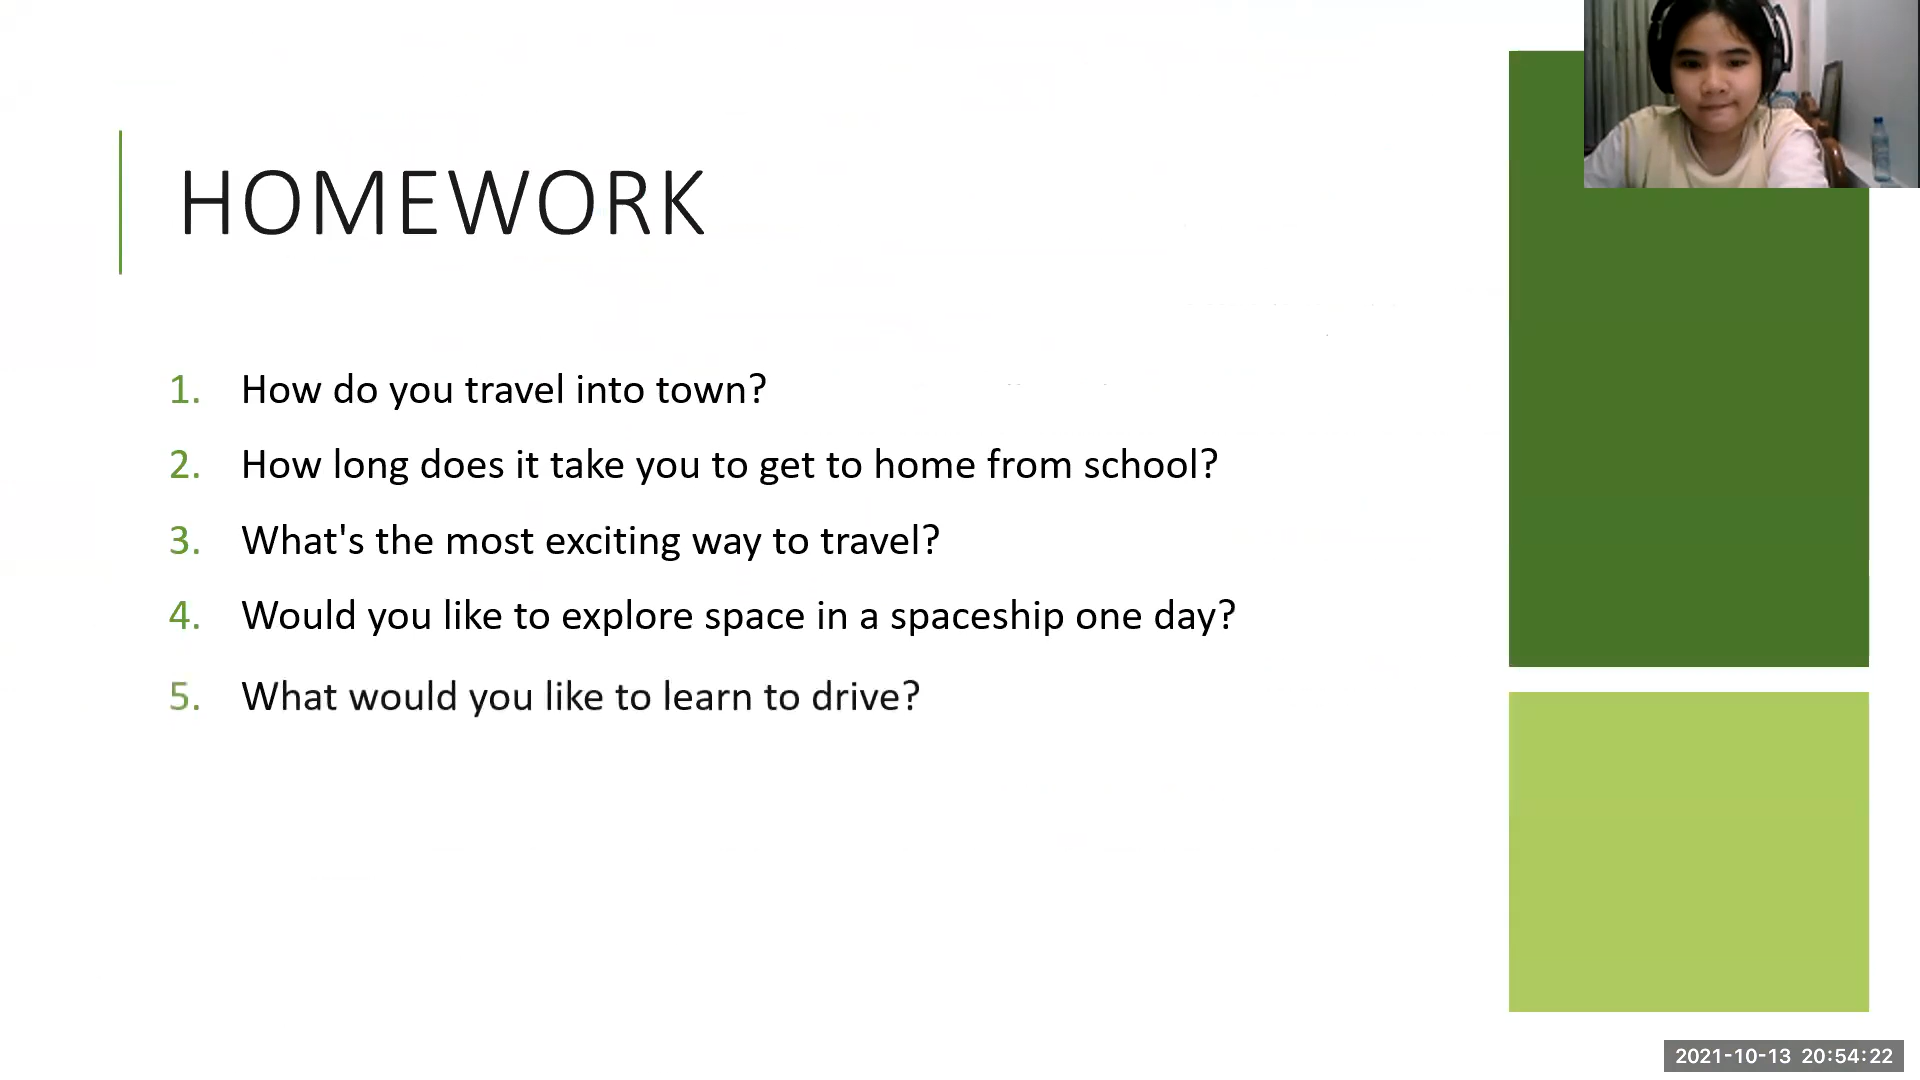 HOMEWORK
1. How do you travel into town?
2. How long does it take you to get to home from school?
3. What's the most exciting way to travel?
4. Would you like to explore space in a spaceship one day?
5. What would you like to learn to drive?
2021-10-13 20:54:22